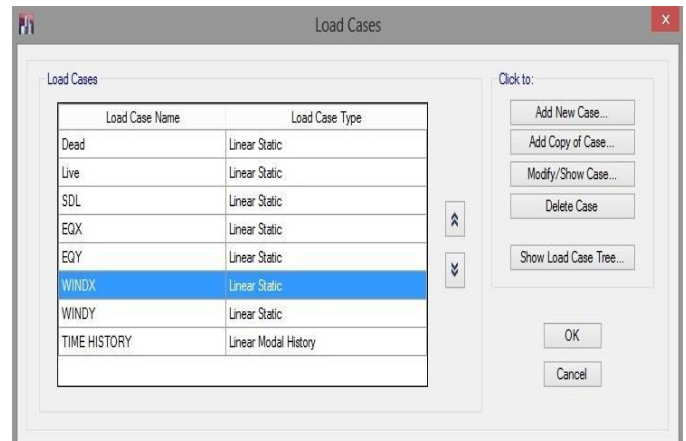 Load Cases
Load Cases
Click to:
Load Case Name Load Case Type
Dead Linear Static
Live Linear Static
SDL Linear Static
EQX Linear Static
EQY Linear Static
WINDX Linear Static
WINDY Linear Static
TIME HISTORY Linear Modal History
Add New Case...
Add Copy of Case...
Modify/Show Case...
Delete Case
Show Load Case Tree...
OK
Cancel